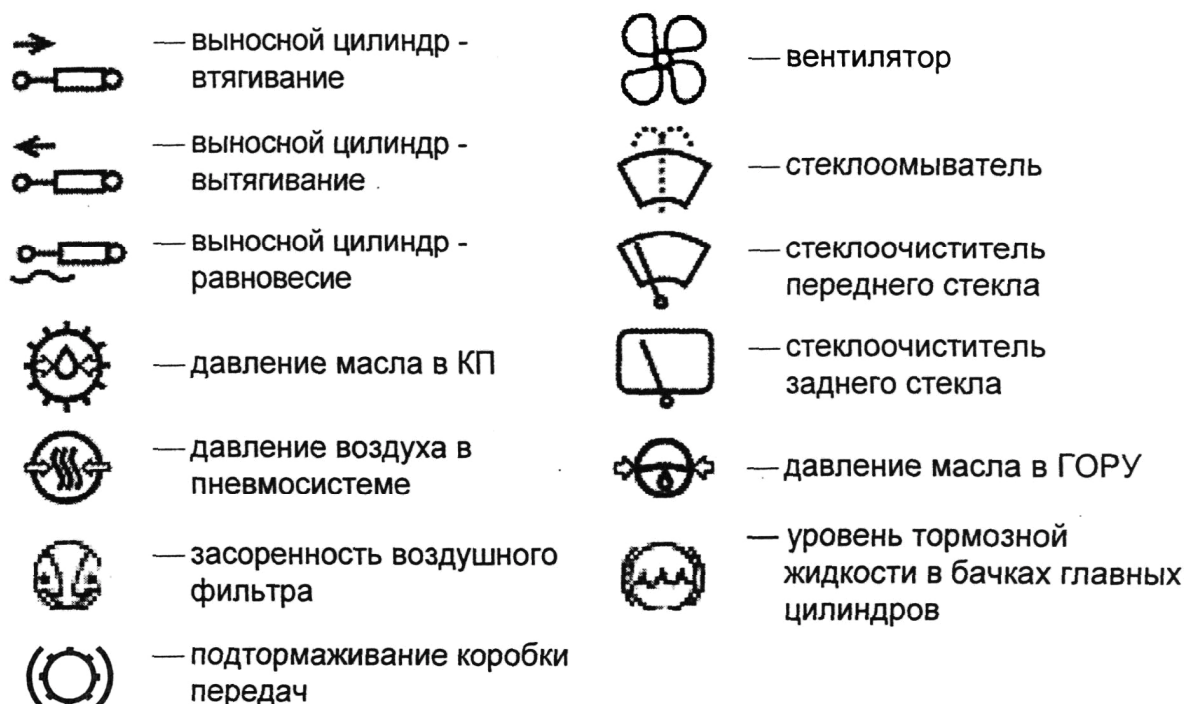 — выносной цилиндр -
втягивание
— выносной цилиндр -
вытягивание
— выносной цилиндр -
равновесие
— давление масла в КП
— давление воздуха в
пневмосистеме
— засоренность воздушного
фильтра
— подтормаживание коробки
передач
— вентилятор
— стеклоомыватель
— стеклоочиститель
переднего стекла
— стеклоочиститель
заднего стекла
— давление масла в ГОРУ
— уровень тормозной
жидкости в бачках главных
цилиндров